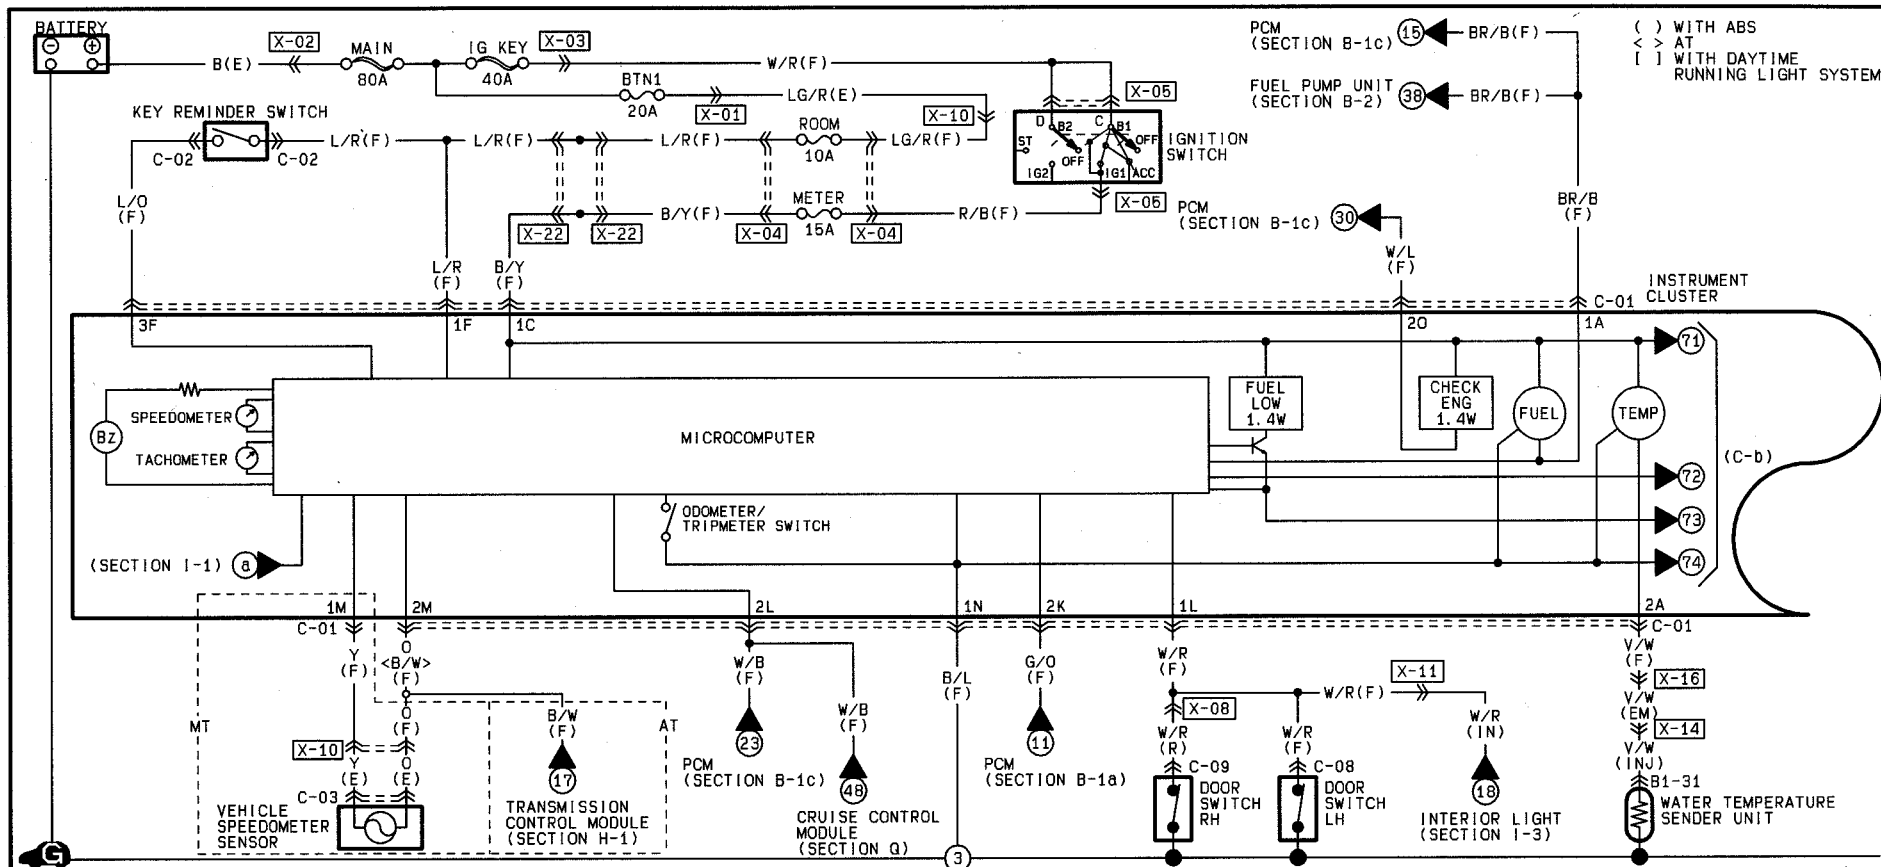 BATTERY
B(E)
X-02
MAIN
80A
IG KEY
40A
X-03
W/R(F)
BTN1
20A
X-01
LG/R(E)
X-10
X-05
PCM
(SECTION B-1c)
15
BR/B(F)
FUEL PUMP UNIT
(SECTION B-2)
38
BR/B(F)
( ) WITH ABS
< > AT
[ ] WITH DAYTIME
RUNNING LIGHT SYSTEM
KEY REMINDER SWITCH
C-02
C-02
L/R(F)
L/R(F)
L/R(F)
ROOM
10A
LG/R(F)
D
B2
C
B1
ST
OFF
OFF
IG2
IG1
ACC
IGNITION
SWITCH
X-05
L/O
(F)
B/Y(F)
METER
15A
R/B(F)
X-22
X-22
X-04
X-04
PCM
(SECTION B-1c)
30
BR/B
(F)
L/R
(F)
B/Y
(F)
W/L
(F)
C-01
INSTRUMENT
CLUSTER
3F
1F
1C
2O
1A
71
SPEEDOMETER
Bz
TACHOMETER
MICROCOMPUTER
FUEL
LOW
1.4W
CHECK
ENG
1.4W
FUEL
TEMP
(C-b)
72
ODOMETER/
TRIPMETER SWITCH
73
(SECTION I-1)
a
74
1M
2M
2L
1N
2K
1L
2A
C-01
C-01
Y
(F)
O
<B/W>
(F)
W/B
(F)
B/L
(F)
G/O
(F)
W/R
(F)
V/W
(F)
X-16
V/W
(EM)
X-14
V/W
(INJ)
B1-31
MT
AT
O
(F)
B/W
(F)
W/B
(F)
X-08
W/R(F)
X-11
W/R
(R)
W/R
(F)
W/R
(IN)
X-10
Y
(E)
O
(E)
C-03
VEHICLE
SPEEDOMETER
SENSOR
17
TRANSMISSION
CONTROL MODULE
(SECTION H-1)
23
PCM
(SECTION B-1c)
48
CRUISE CONTROL
MODULE
(SECTION Q)
11
PCM
(SECTION B-1a)
C-09
DOOR
SWITCH
RH
C-08
DOOR
SWITCH
LH
18
INTERIOR LIGHT
(SECTION I-3)
WATER TEMPERATURE
SENDER UNIT
G
3